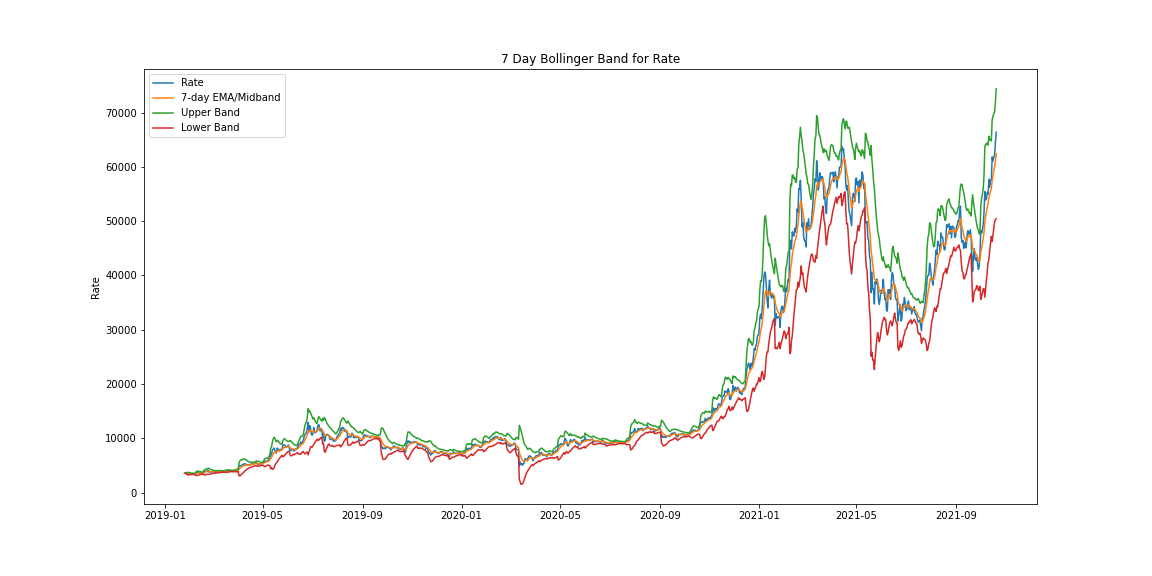 7 Day Bollinger Band for Rate
Rate
7-day EMA/Midband
Upper Band
Lower Band
70000
60000
50000
40000
30000
20000
10000
0
Rate
2019-01 2019-05 2019-09 2020-01 2020-05 2020-09 2021-01 2021-05 2021-09